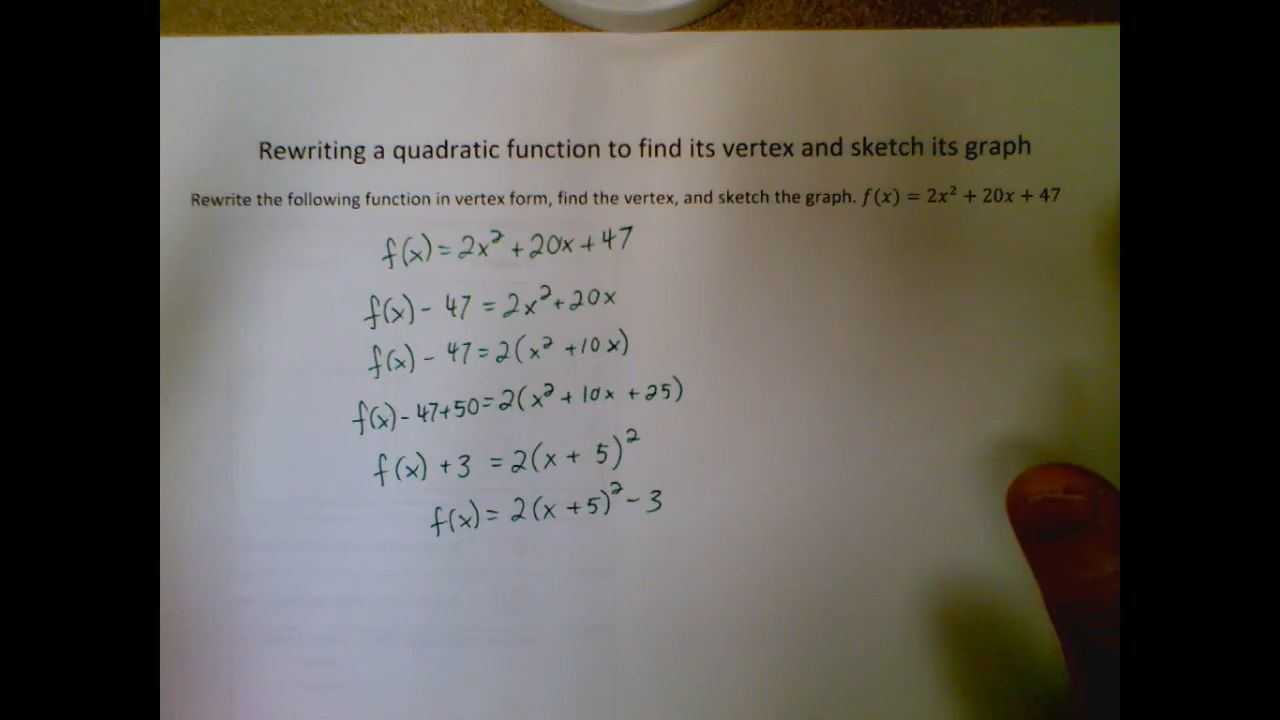 Rewriting a quadratic function to find its vertex and sketch its graph
Rewrite the following function in vertex form, find the vertex, and sketch the graph. f(x) = 2x² + 20x + 47
f(x) = 2x² + 20x + 47
f(x) - 47 = 2x² + 20x
f(x) - 47 = 2(x² + 10x)
f(x) - 47 + 50 = 2(x² + 10x + 25)
f(x) + 3 = 2(x + 5)²
f(x) = 2(x + 5)² - 3